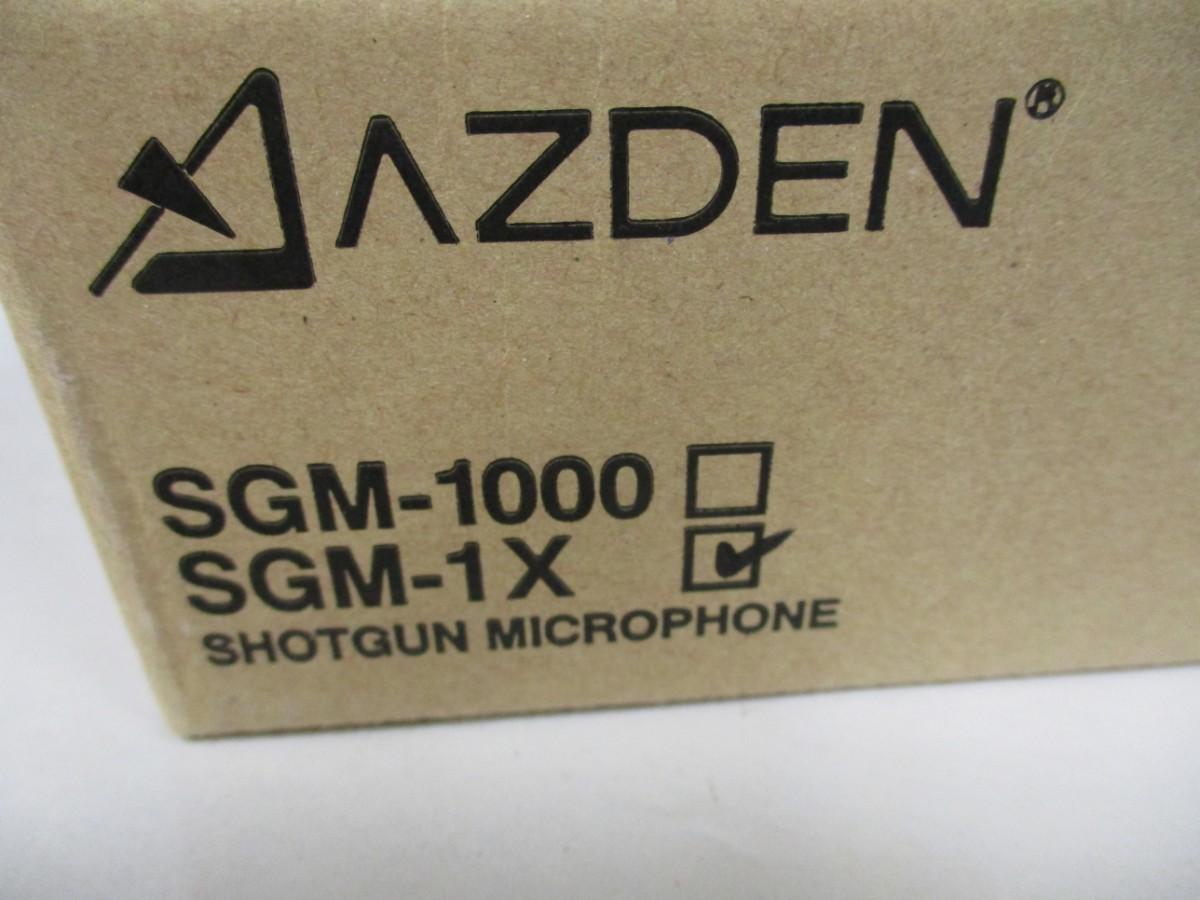 AZDEN®
SGM-1000 ☐
SGM-1X ☑
SHOTGUN MICROPHONE